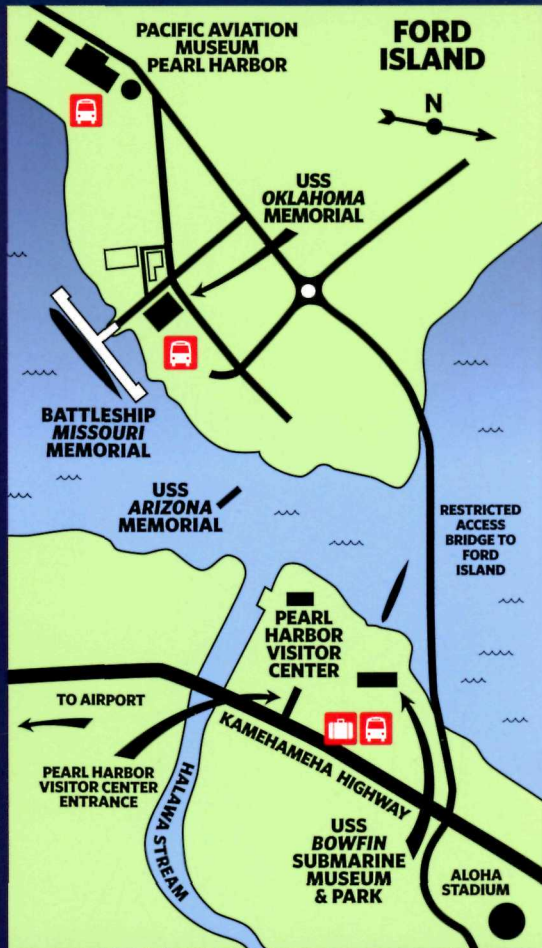 PACIFIC AVIATION
MUSEUM
PEARL HARBOR
FORD
ISLAND
N
USS
OKLAHOMA
MEMORIAL
BATTLESHIP
MISSOURI
MEMORIAL
USS
ARIZONA
MEMORIAL
RESTRICTED
ACCESS
BRIDGE TO
FORD
ISLAND
PEARL
HARBOR
VISITOR
CENTER
TO AIRPORT
KAMEHAMEHA HIGHWAY
PEARL HARBOR
VISITOR CENTER
ENTRANCE
HALAWA STREAM
USS
BOWFIN
SUBMARINE
MUSEUM
& PARK
ALOHA
STADIUM